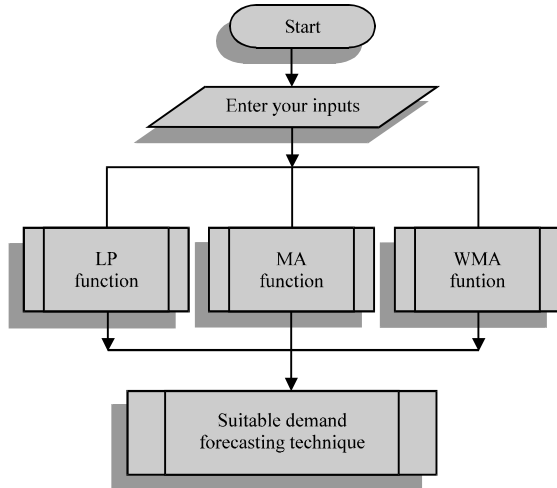 Start
Enter your inputs
LP
function
MA
function
WMA
funtion
Suitable demand
forecasting technique